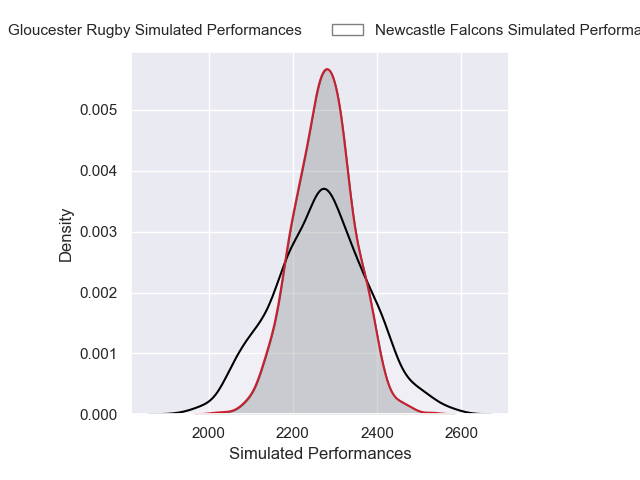 Gloucester Rugby Simulated Performances
Newcastle Falcons Simulated Performa
0.005
0.004
0.003
0.002
0.001
0.000
Density
2000
2200
2400
2600
Simulated Performances